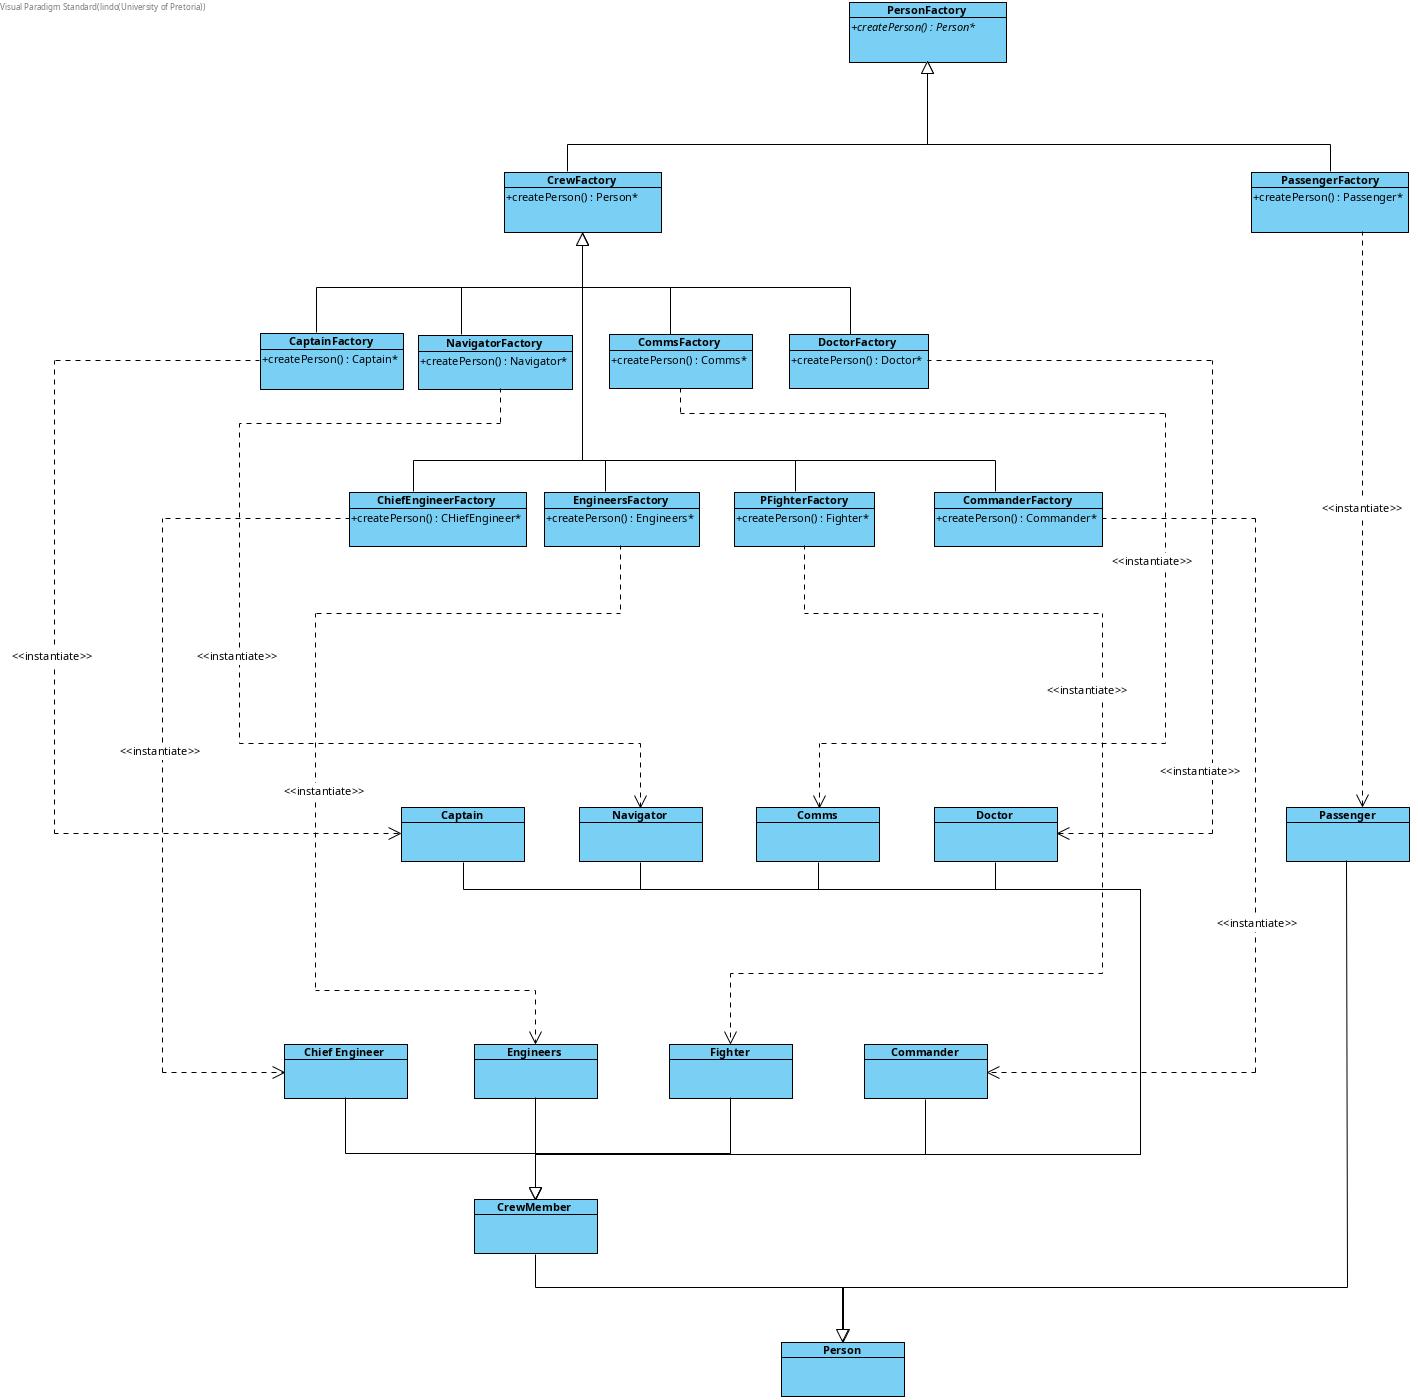 Visual Paradigm Standard(lindo(University of Pretoria))
PersonFactory
+createPerson() : Person*
CrewFactory
+createPerson() : Person*
PassengerFactory
+createPerson() : Passenger*
CaptainFactory
+createPerson() : Captain*
NavigatorFactory
+createPerson() : Navigator*
CommsFactory
+createPerson() : Comms*
DoctorFactory
+createPerson() : Doctor*
ChiefEngineerFactory
+createPerson() : CHiefEngineer*
EngineersFactory
+createPerson() : Engineers*
PFighterFactory
+createPerson() : Fighter*
CommanderFactory
+createPerson() : Commander*
<<instantiate>>
<<instantiate>>
<<instantiate>>
<<instantiate>>
<<instantiate>>
<<instantiate>>
<<instantiate>>
<<instantiate>>
Captain
Navigator
Comms
Doctor
Passenger
<<instantiate>>
Chief Engineer
Engineers
Fighter
Commander
CrewMember
Person